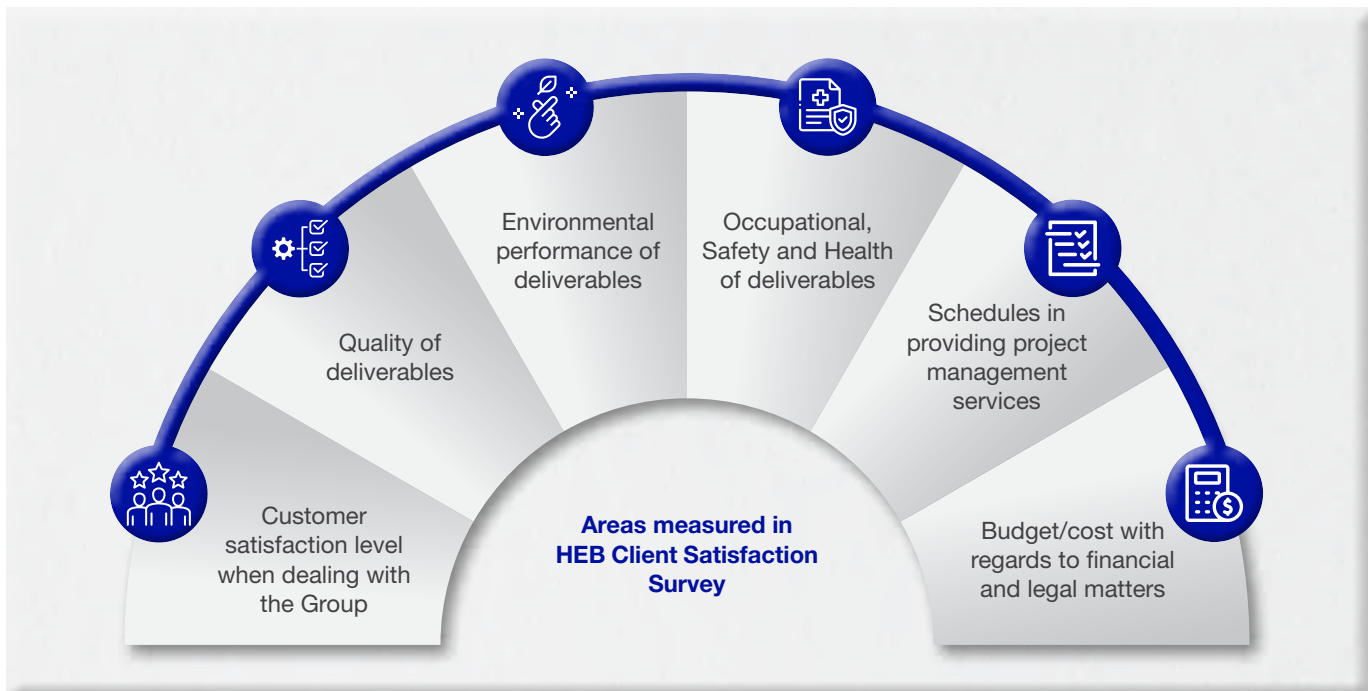 Customer
satisfaction level
when dealing with
the Group
Quality of
deliverables
Environmental
performance of
deliverables
Occupational,
Safety and Health
of deliverables
Schedules in
providing project
management
services
Budget/cost with
regards to financial
and legal matters
$
Areas measured in
HEB Client Satisfaction
Survey